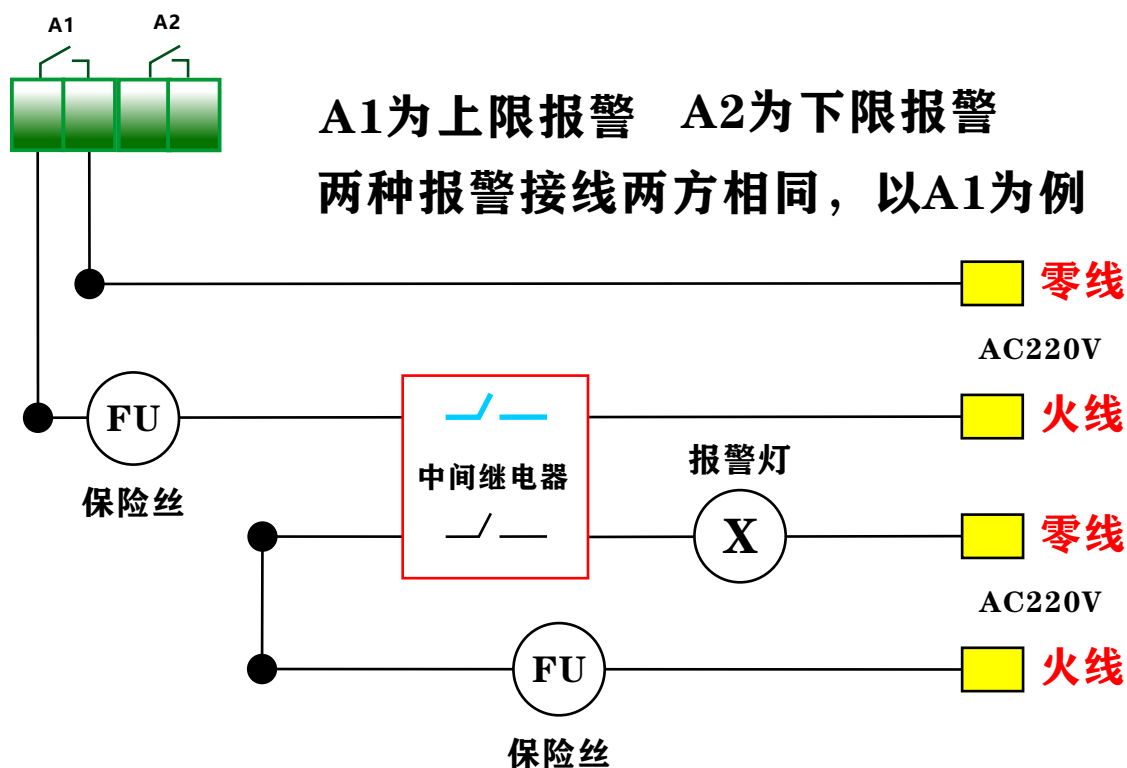 A1 A2
A1为上限报警 A2为下限报警
两种报警接线两方相同，以A1为例
零线
AC220V
FU
火线
保险丝
中间继电器
报警灯
X
零线
AC220V
FU
火线
保险丝